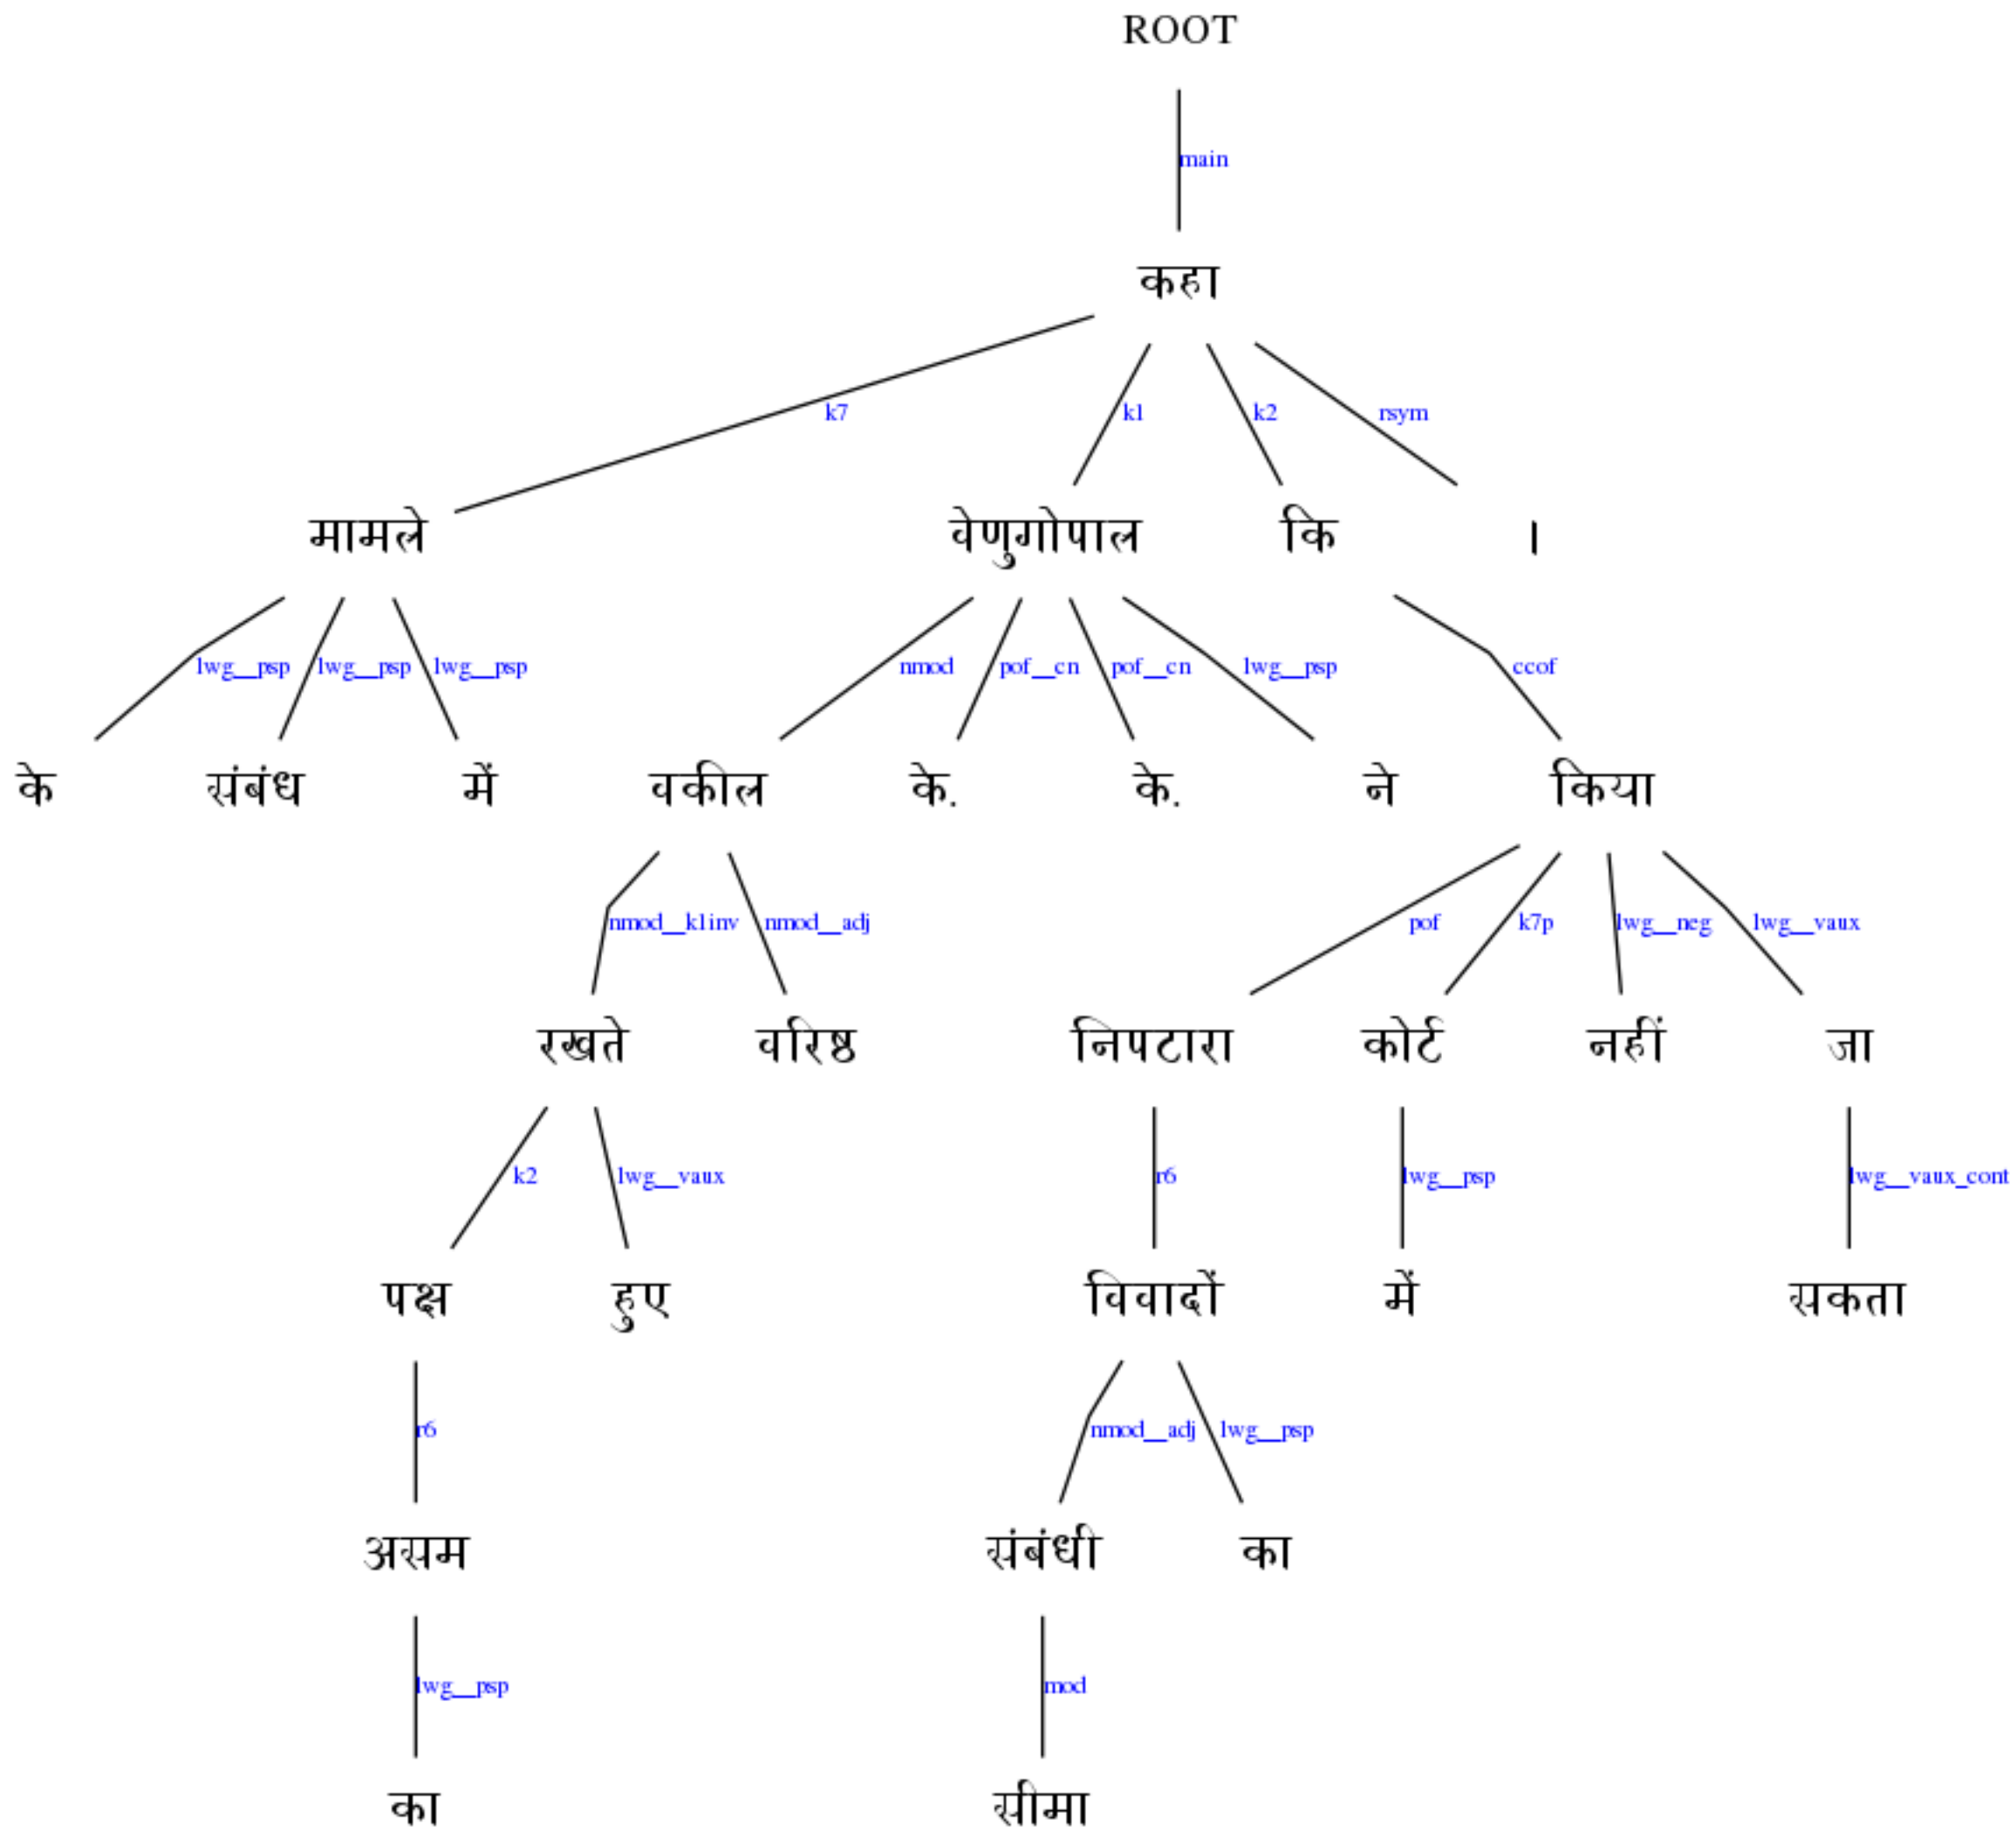 ROOT
main
कहा
k7 k1 k2 rsym
मामले वेणुगोपाल कि ।
lwg__psp lwg__psp lwg__psp nmod pof__cn pof__cn lwg__psp ccof
के संबंध में वकील के. के. ने किया
nmod__k1inv nmod__adj pof k7p lwg__neg lwg__vaux
रखते वरिष्ठ निपटारा कोर्ट नहीं जा
k2 lwg__vaux r6 lwg__psp lwg__vaux_cont
पक्ष हुए विवादों में सकता
r6 nmod__adj lwg__psp
असम संबंधी का
lwg__psp mod
का सीमा